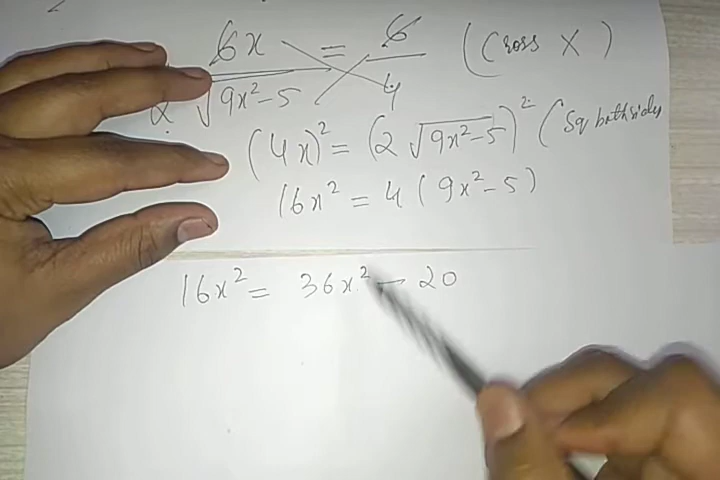 6x = 6 (Cross X)
2 √9x²-5 4
(4x)² = (2 √9x²-5)² (Sq both sides
16x² = 4 (9x²-5)
16x² = 36x² - 20